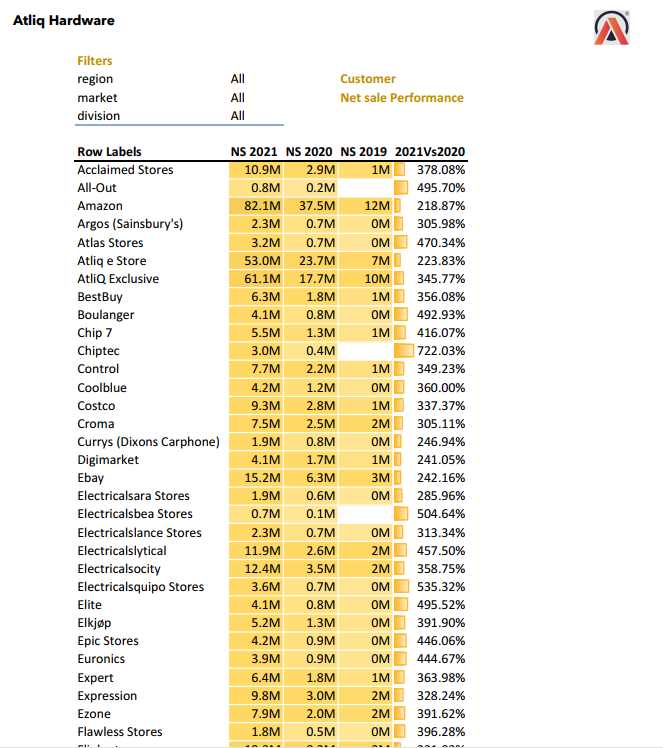 Atliq Hardware
Filters
region All Customer
market All Net sale Performance
division All
Row Labels NS 2021 NS 2020 NS 2019 2021Vs2020
Acclaimed Stores 10.9M 2.9M 1M 378.08%
All-Out 0.8M 0.2M 495.70%
Amazon 82.1M 37.5M 12M 218.87%
Argos (Sainsbury's) 2.3M 0.7M 0M 305.98%
Atlas Stores 3.2M 0.7M 0M 470.34%
Atliq e Store 53.0M 23.7M 7M 223.83%
AtliQ Exclusive 61.1M 17.7M 10M 345.77%
BestBuy 6.3M 1.8M 1M 356.08%
Boulanger 4.1M 0.8M 0M 492.93%
Chip 7 5.5M 1.3M 1M 416.07%
Chiptec 3.0M 0.4M 722.03%
Control 7.7M 2.2M 1M 349.23%
Coolblue 4.2M 1.2M 0M 360.00%
Costco 9.3M 2.8M 1M 337.37%
Croma 7.5M 2.5M 2M 305.11%
Currys (Dixons Carphone) 1.9M 0.8M 0M 246.94%
Digimarket 4.1M 1.7M 1M 241.05%
Ebay 15.2M 6.3M 3M 242.16%
Electricalsara Stores 1.9M 0.6M 0M 285.96%
Electricalsbea Stores 0.7M 0.1M 504.64%
Electricalslance Stores 2.3M 0.7M 0M 313.34%
Electricalslytical 11.9M 2.6M 2M 457.50%
Electricalsocity 12.4M 3.5M 2M 358.75%
Electricalsquipo Stores 3.6M 0.7M 0M 535.32%
Elite 4.1M 0.8M 0M 495.52%
Elkjøp 5.2M 1.3M 0M 391.90%
Epic Stores 4.2M 0.9M 0M 446.06%
Euronics 3.9M 0.9M 0M 444.67%
Expert 6.4M 1.8M 1M 363.98%
Expression 9.8M 3.0M 2M 328.24%
Ezone 7.9M 2.0M 2M 391.62%
Flawless Stores 1.8M 0.5M 0M 396.28%